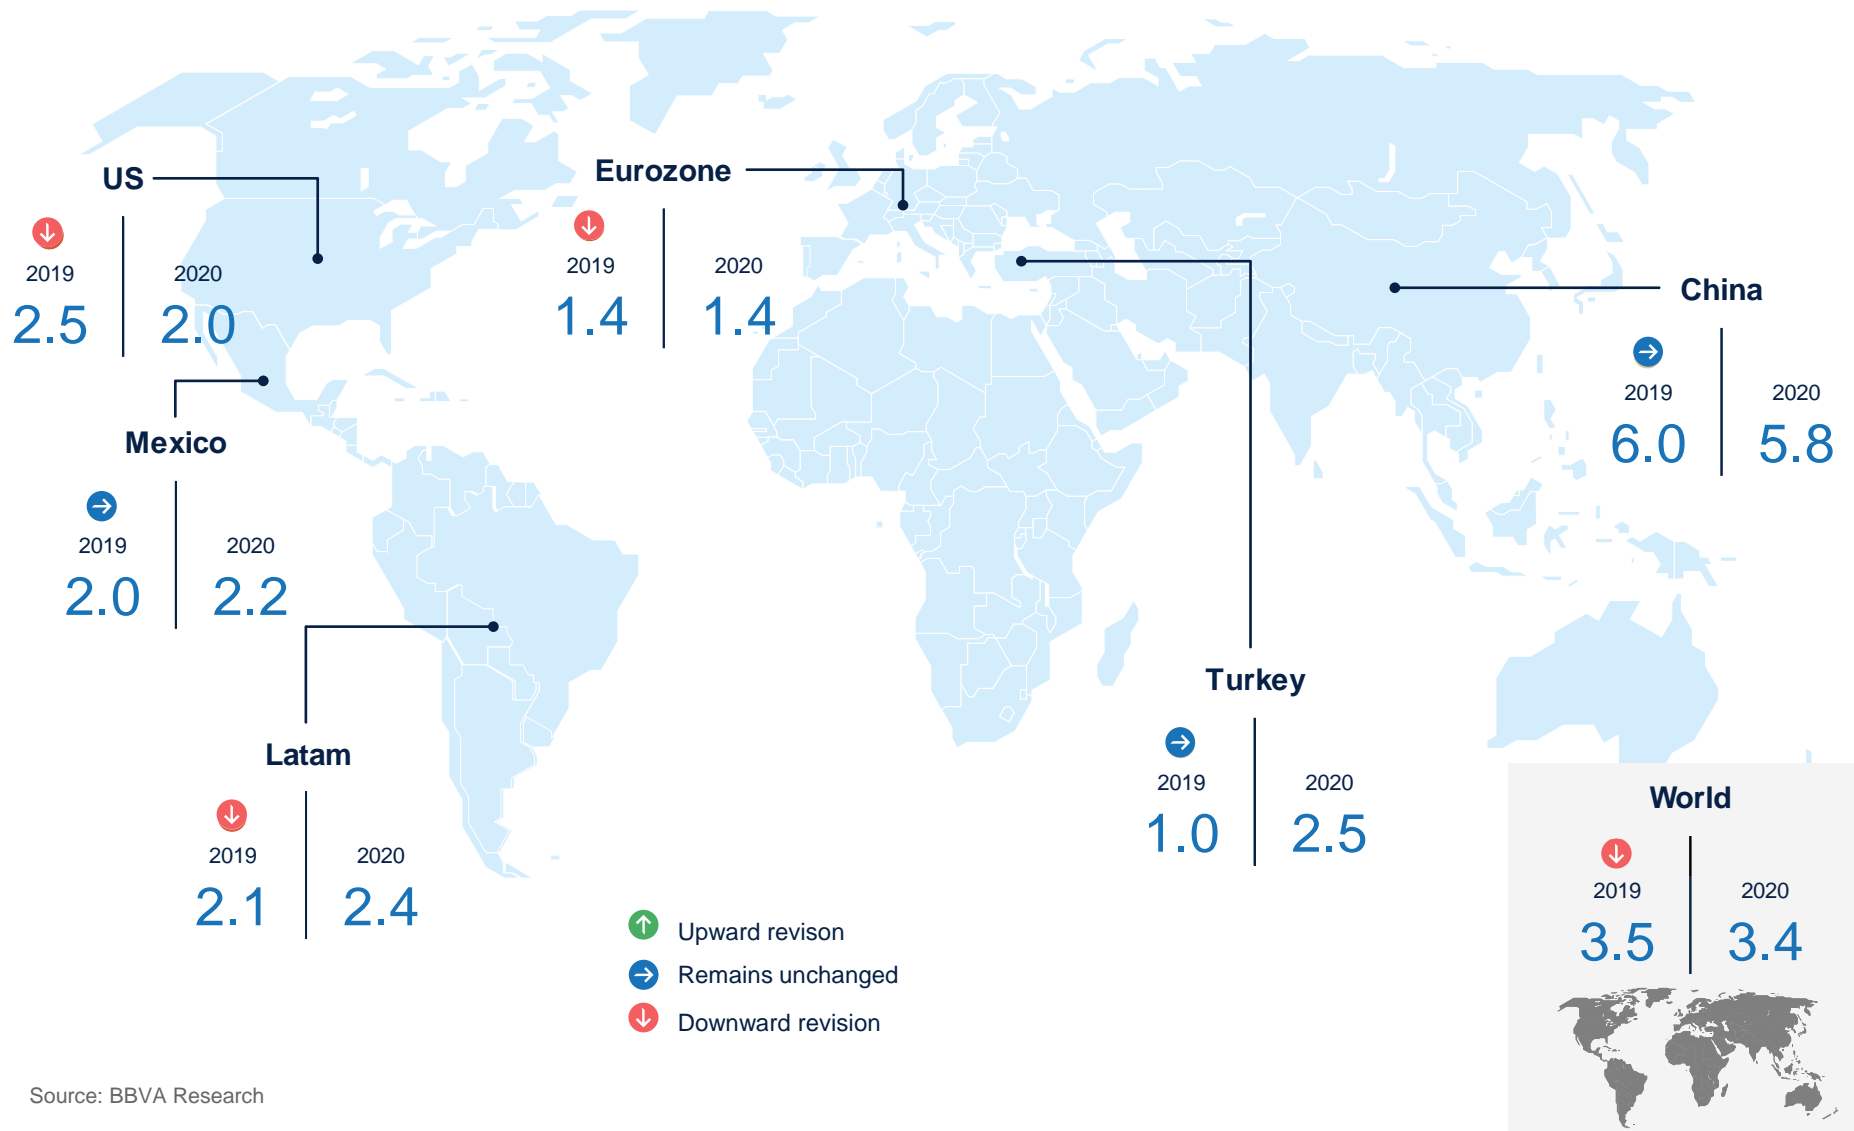 US
2019
2020
2.5
2.0
Eurozone
2019
2020
1.4
1.4
China
2019
2020
6.0
5.8
Mexico
2019
2020
2.0
2.2
Turkey
2019
2020
1.0
2.5
Latam
2019
2020
2.1
2.4
World
2019
2020
3.5
3.4
Upward revison
Remains unchanged
Downward revision
Source: BBVA Research